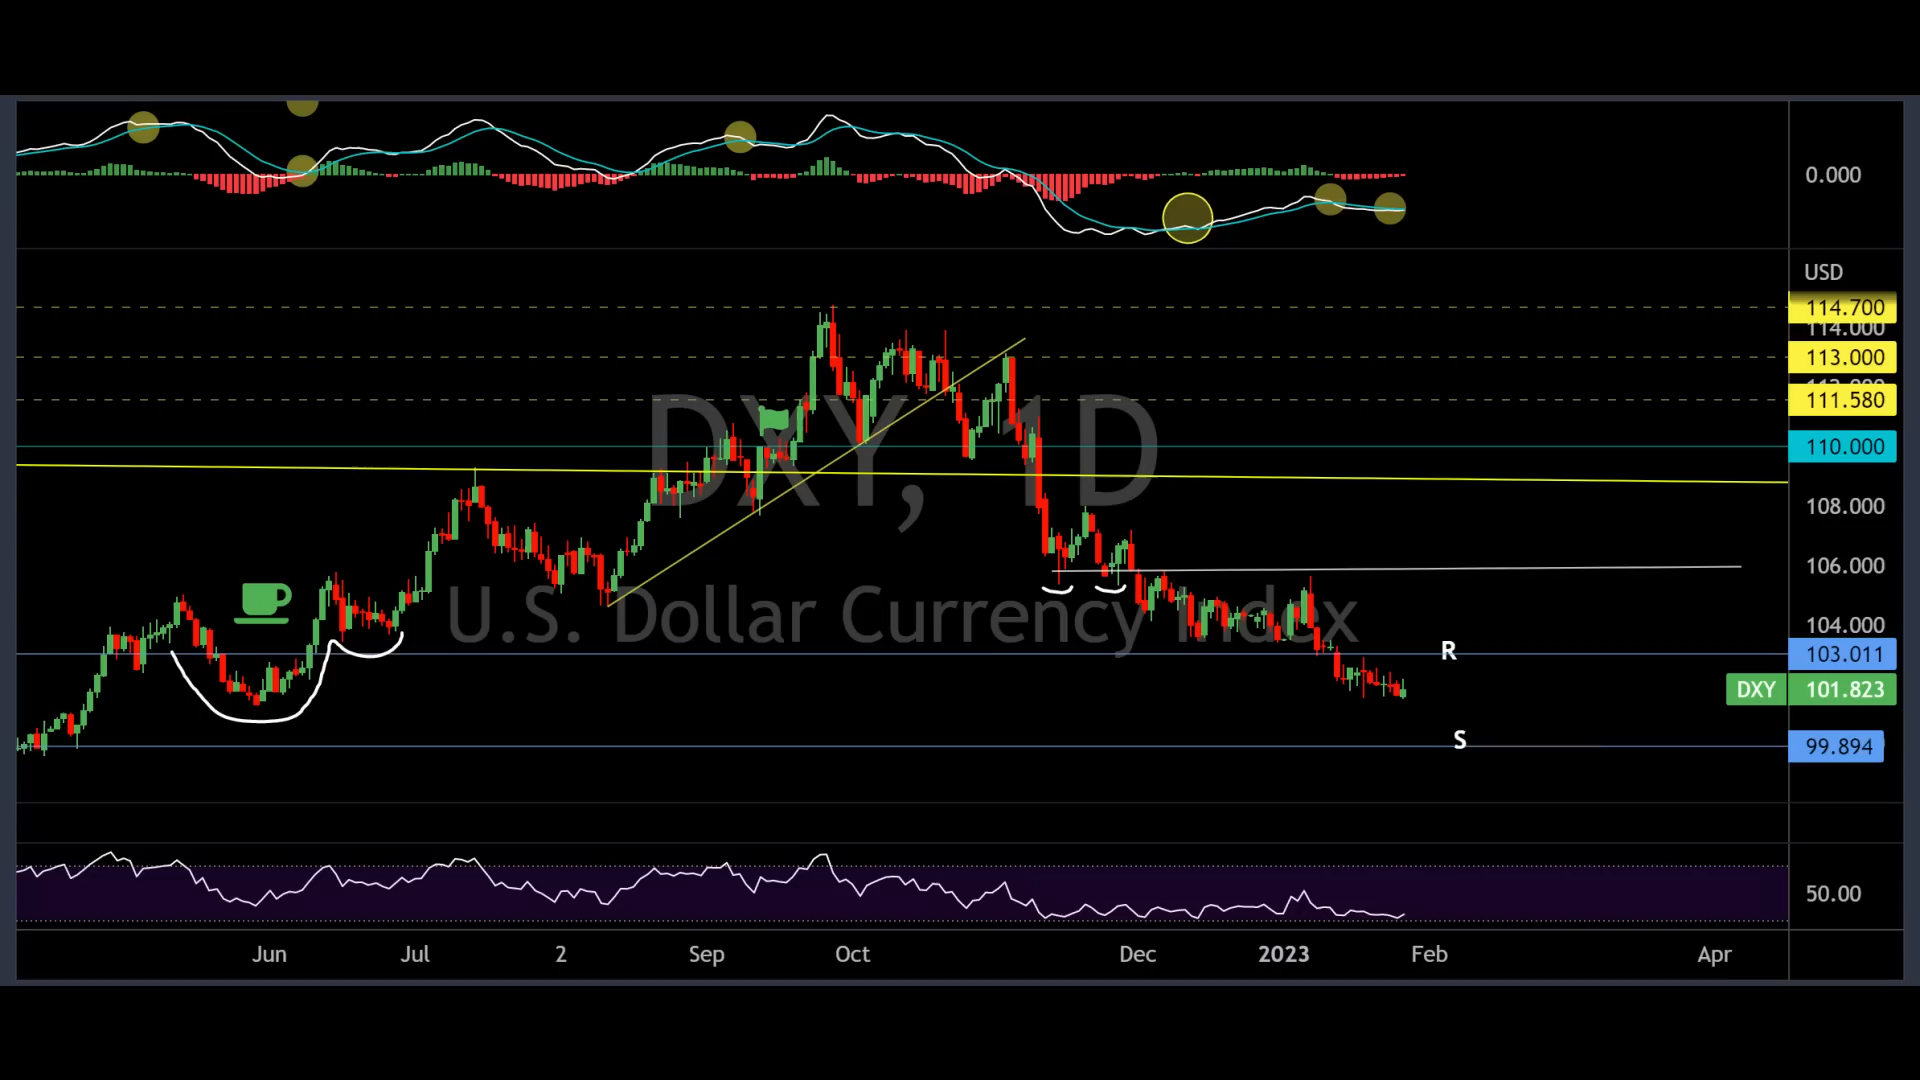 0.000
USD
114.700
114.000
113.000
111.580
110.000
DXY, 1D
108.000
106.000
U.S. Dollar Currency Index
104.000
R
103.011
DXY 101.823
S
99.894
50.00
Jun Jul 2 Sep Oct Dec 2023 Feb Apr